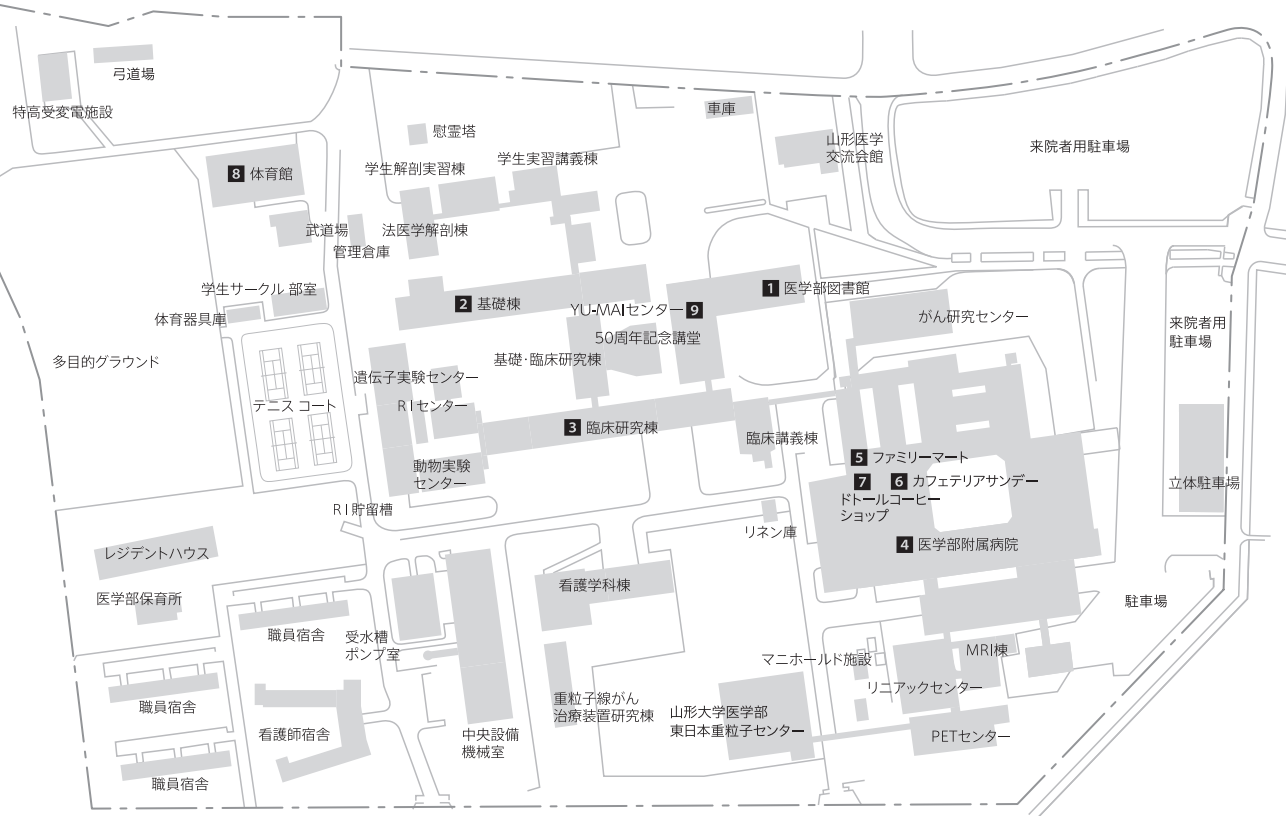 弓道場
特高受変電施設
車庫
慰霊塔
山形医学
交流会館
来院者用駐車場
学生実習講義棟
学生解剖実習棟
8 体育館
武道場
法医学解剖棟
管理倉庫
学生サークル 部室
体育器具庫
2 基礎棟
1 医学部図書館
YU-MAIセンター 9
50周年記念講堂
がん研究センター
来院者用
駐車場
多目的グラウンド
基礎・臨床研究棟
遺伝子実験センター
テニス コート
RIセンター
3 臨床研究棟
臨床講義棟
動物実験
センター
5 ファミリーマート
7
6 カフェテリアサンデー
ドトールコーヒー
ショップ
立体駐車場
RI貯留槽
リネン庫
4 医学部附属病院
レジデントハウス
医学部保育所
看護学科棟
駐車場
職員宿舎
受水槽
ポンプ室
マニホールド施設
MRI棟
リニアックセンター
職員宿舎
看護師宿舎
中央設備
機械室
重粒子線がん
治療装置研究棟
山形大学医学部
東日本重粒子センター
PETセンター
職員宿舎